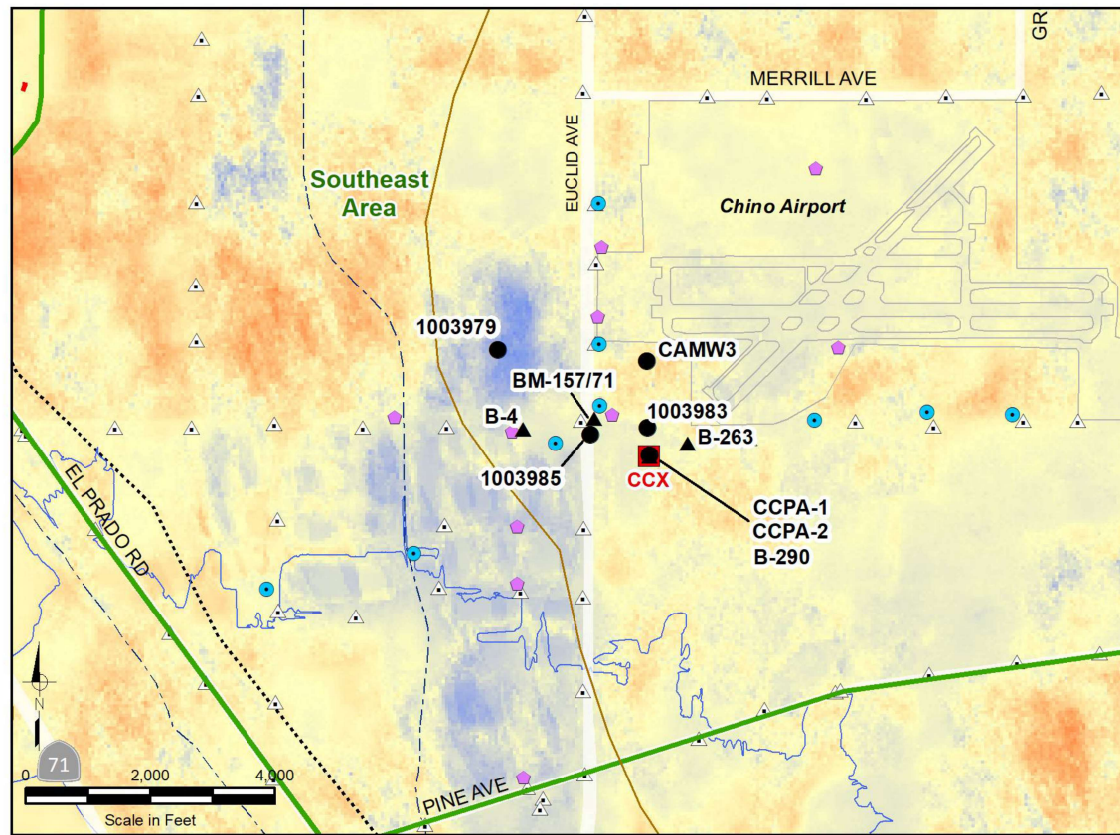 GR
MERRILL AVE
EUCLID AVE
Southeast
Area
Chino Airport
1003979
CAMW3
BM-157/71
B-4
1003983
B-263
1003985
CCX
CCPA-1
CCPA-2
B-290
EL PRADO RD
N
71
0 2,000 4,000
PINE AVE
Scale in Feet